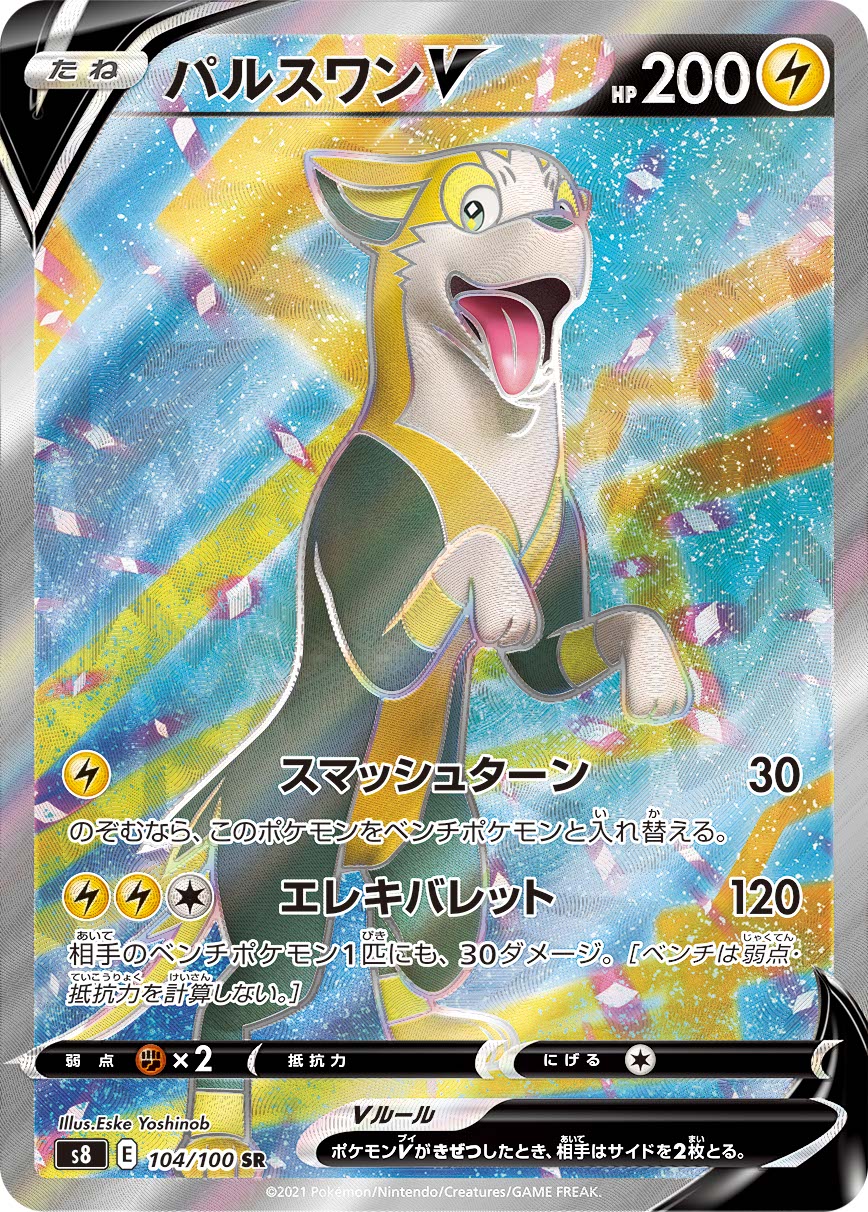 たね パルスワンV HP 200
スマッシュターン 30
のぞむなら、このポケモンをベンチポケモンと入れ替える。
エレキバレット 120
相手のベンチポケモン1匹にも、30ダメージ。[ベンチは弱点・
抵抗力を計算しない。]
弱点 ×2 抵抗力 にげる
Illus.Eske Yoshinob
Vルール
ポケモンVがきぜつしたとき、相手はサイドを2枚とる。
s8 E 104/100 SR
©2021 Pokémon/Nintendo/Creatures/GAME FREAK.